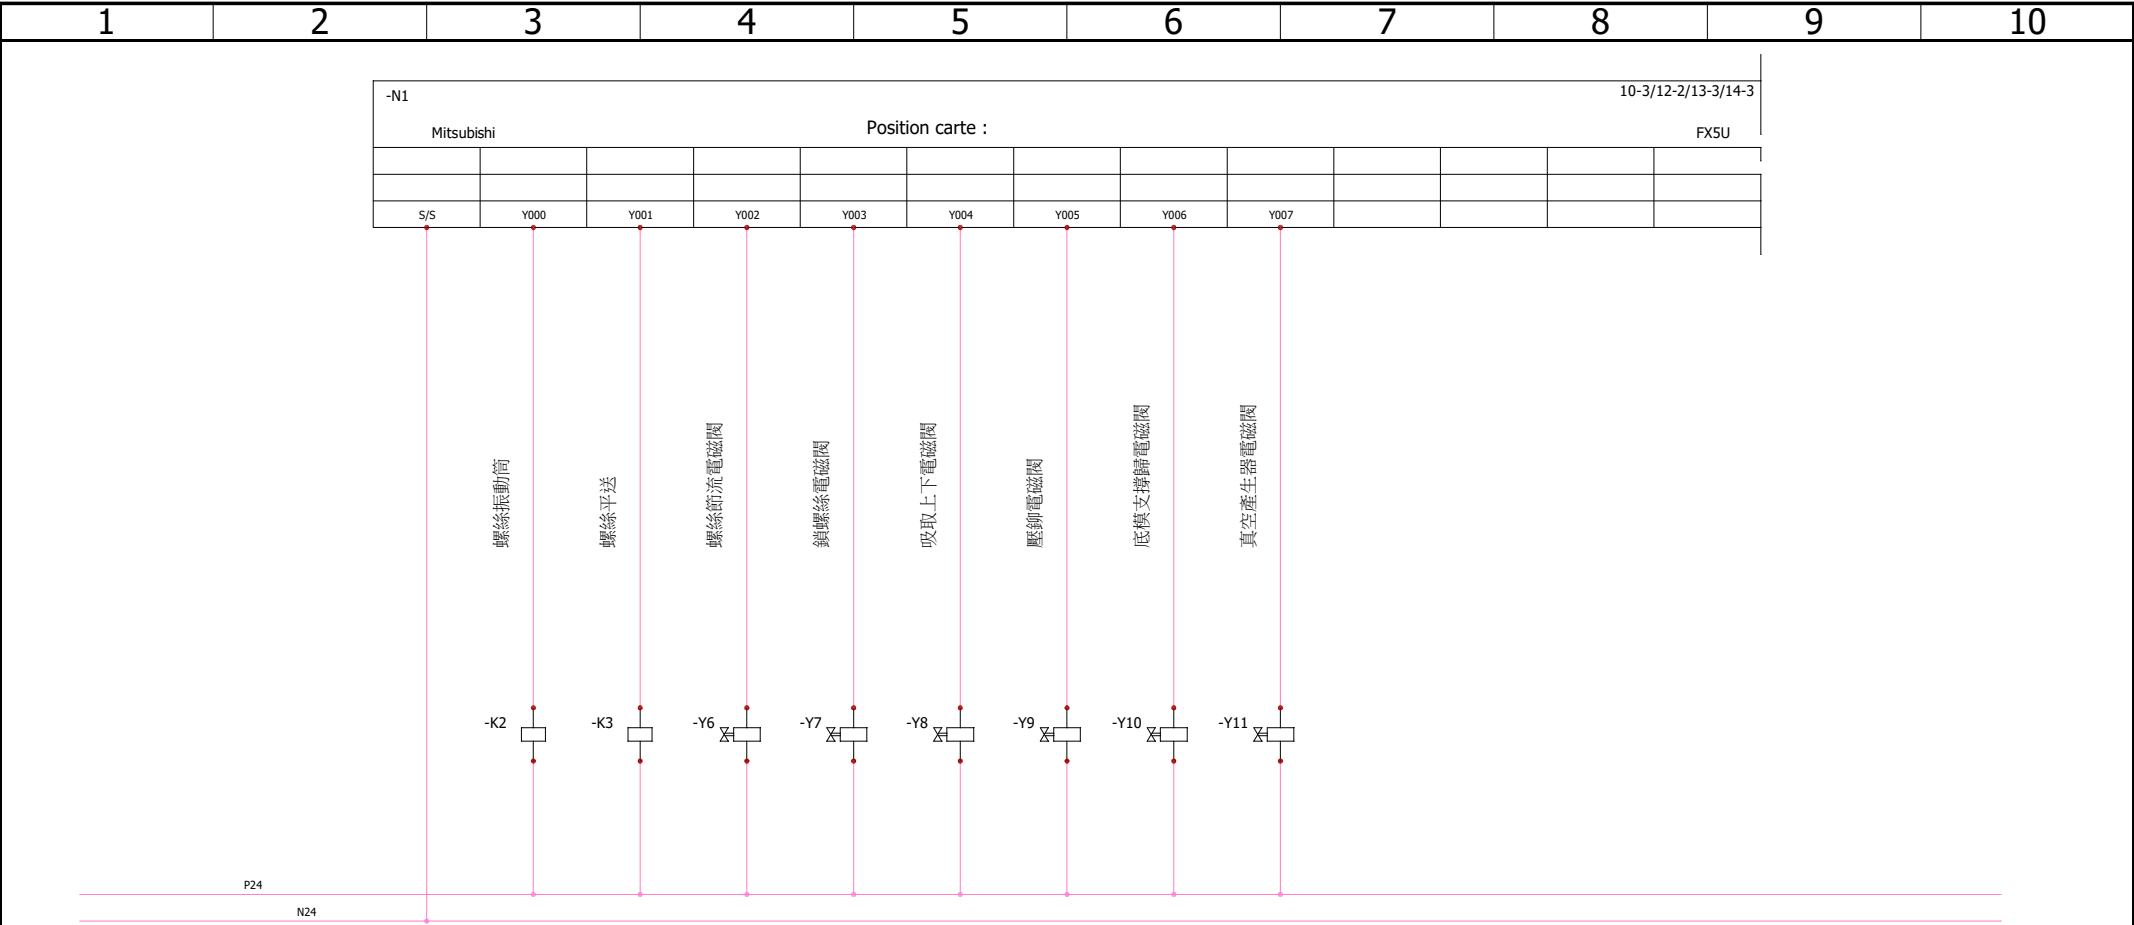 1 2 3 4 5 6 7 8 9 10
-N1 10-3/12-2/13-3/14-3
Mitsubishi Position carte : FX5U
S/S Y000 Y001 Y002 Y003 Y004 Y005 Y006 Y007
螺絲振動筒
螺絲平送
螺絲節流電磁閥
鎖螺絲電磁閥
吸取上下電磁閥
壓鉚電磁閥
底模支撐歸電磁閥
真空產生器電磁閥
-K2 -K3 -Y6 -Y7 -Y8 -Y9 -Y10 -Y11
P24
N24